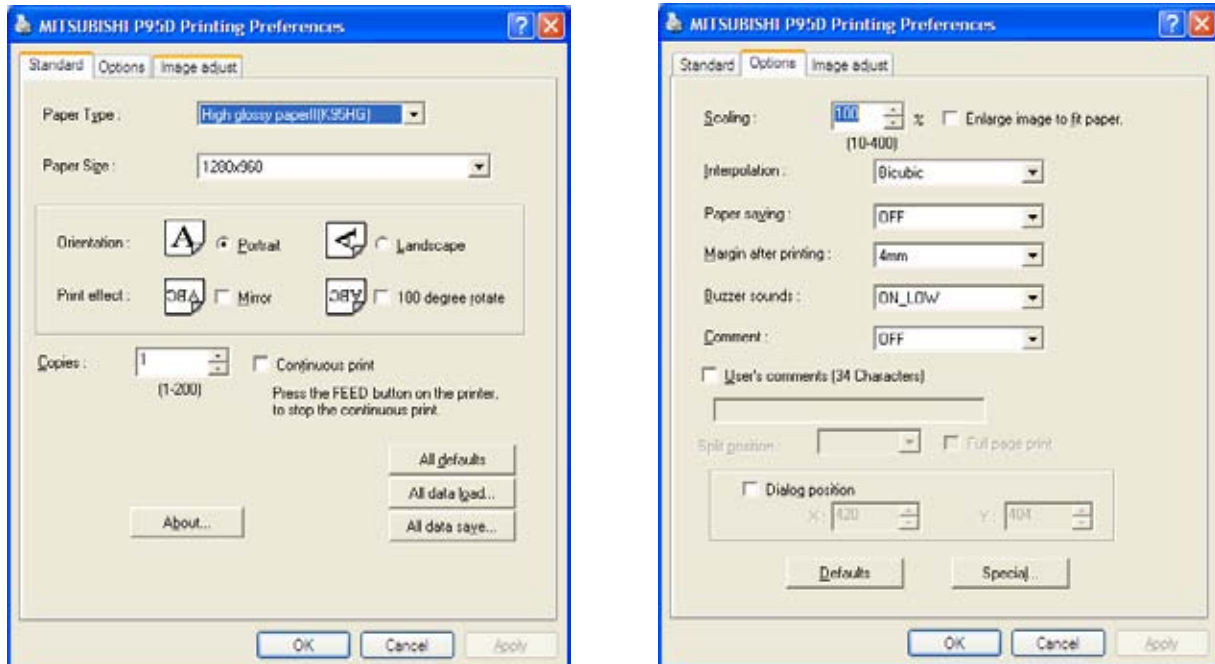 MITSUBISHI P95D Printing Preferences
Standard Options Image adjust
Paper Type : High glossy paperIII(K95HG)
Paper Size : 1280x960
Orientation : A Portrait A Landscape
Print effect : ABC Mirror ABC 180 degree rotate
Copies : 1 Continuous print
(1-200) Press the FEED button on the printer,
to stop the continuous print.
All defaults
All data load...
About... All data save...
OK Cancel Apply
MITSUBISHI P95D Printing Preferences
Standard Options Image adjust
Scaling : 100 % Enlarge image to fit paper.
(10-400)
Interpolation : Bicubic
Paper saving : OFF
Margin after printing : 4mm
Buzzer sounds : ON_LOW
Comment : OFF
User's comments (34 Characters)
Split position : Full page print
Dialog position
X : 420 Y : 404
Defaults Special...
OK Cancel Apply